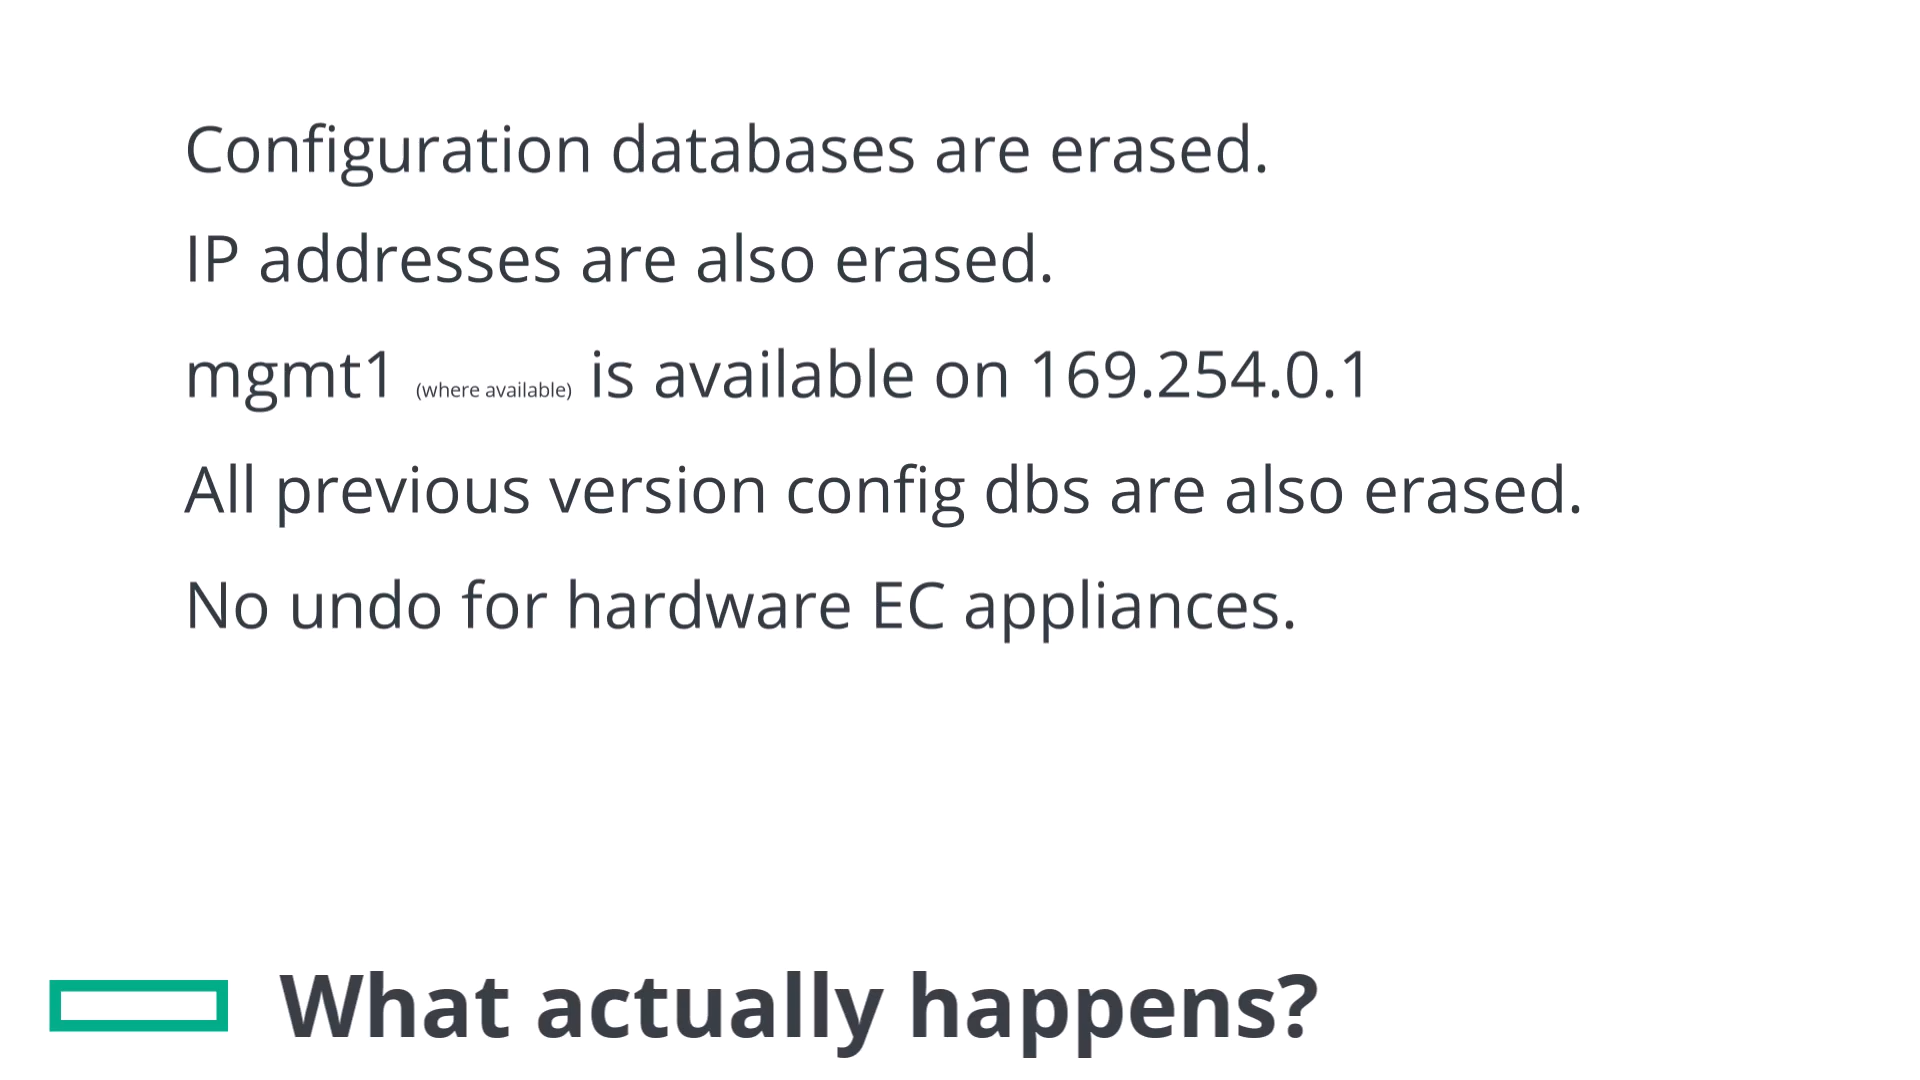 Configuration databases are erased.
IP addresses are also erased.
mgmt1 (where available) is available on 169.254.0.1
All previous version config dbs are also erased.
No undo for hardware EC appliances.
What actually happens?